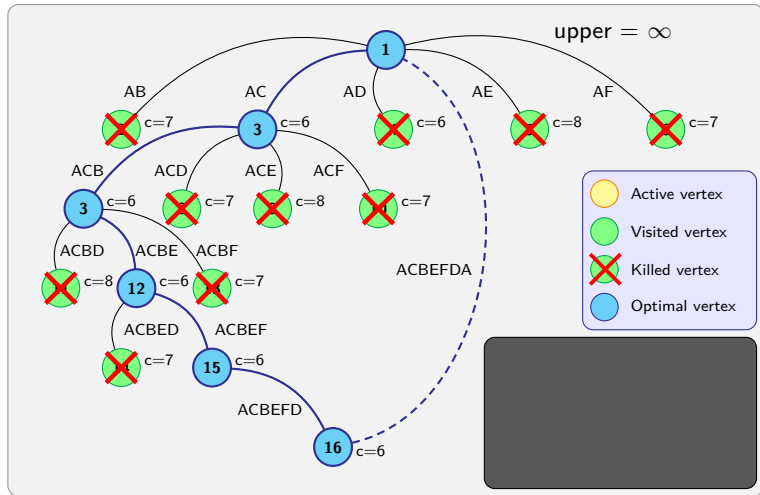 upper = ∞
1
AB
AC
AD
AE
AF
c=7
3
c=6
c=6
c=8
c=7
ACB
ACD
ACE
ACF
3
c=6
c=7
c=8
c=7
Active vertex
Visited vertex
Killed vertex
Optimal vertex
ACBD
ACBE
ACBF
ACBEFDA
c=8
12
c=6
c=7
ACBED
ACBEF
c=7
15
c=6
ACBEFD
16
c=6